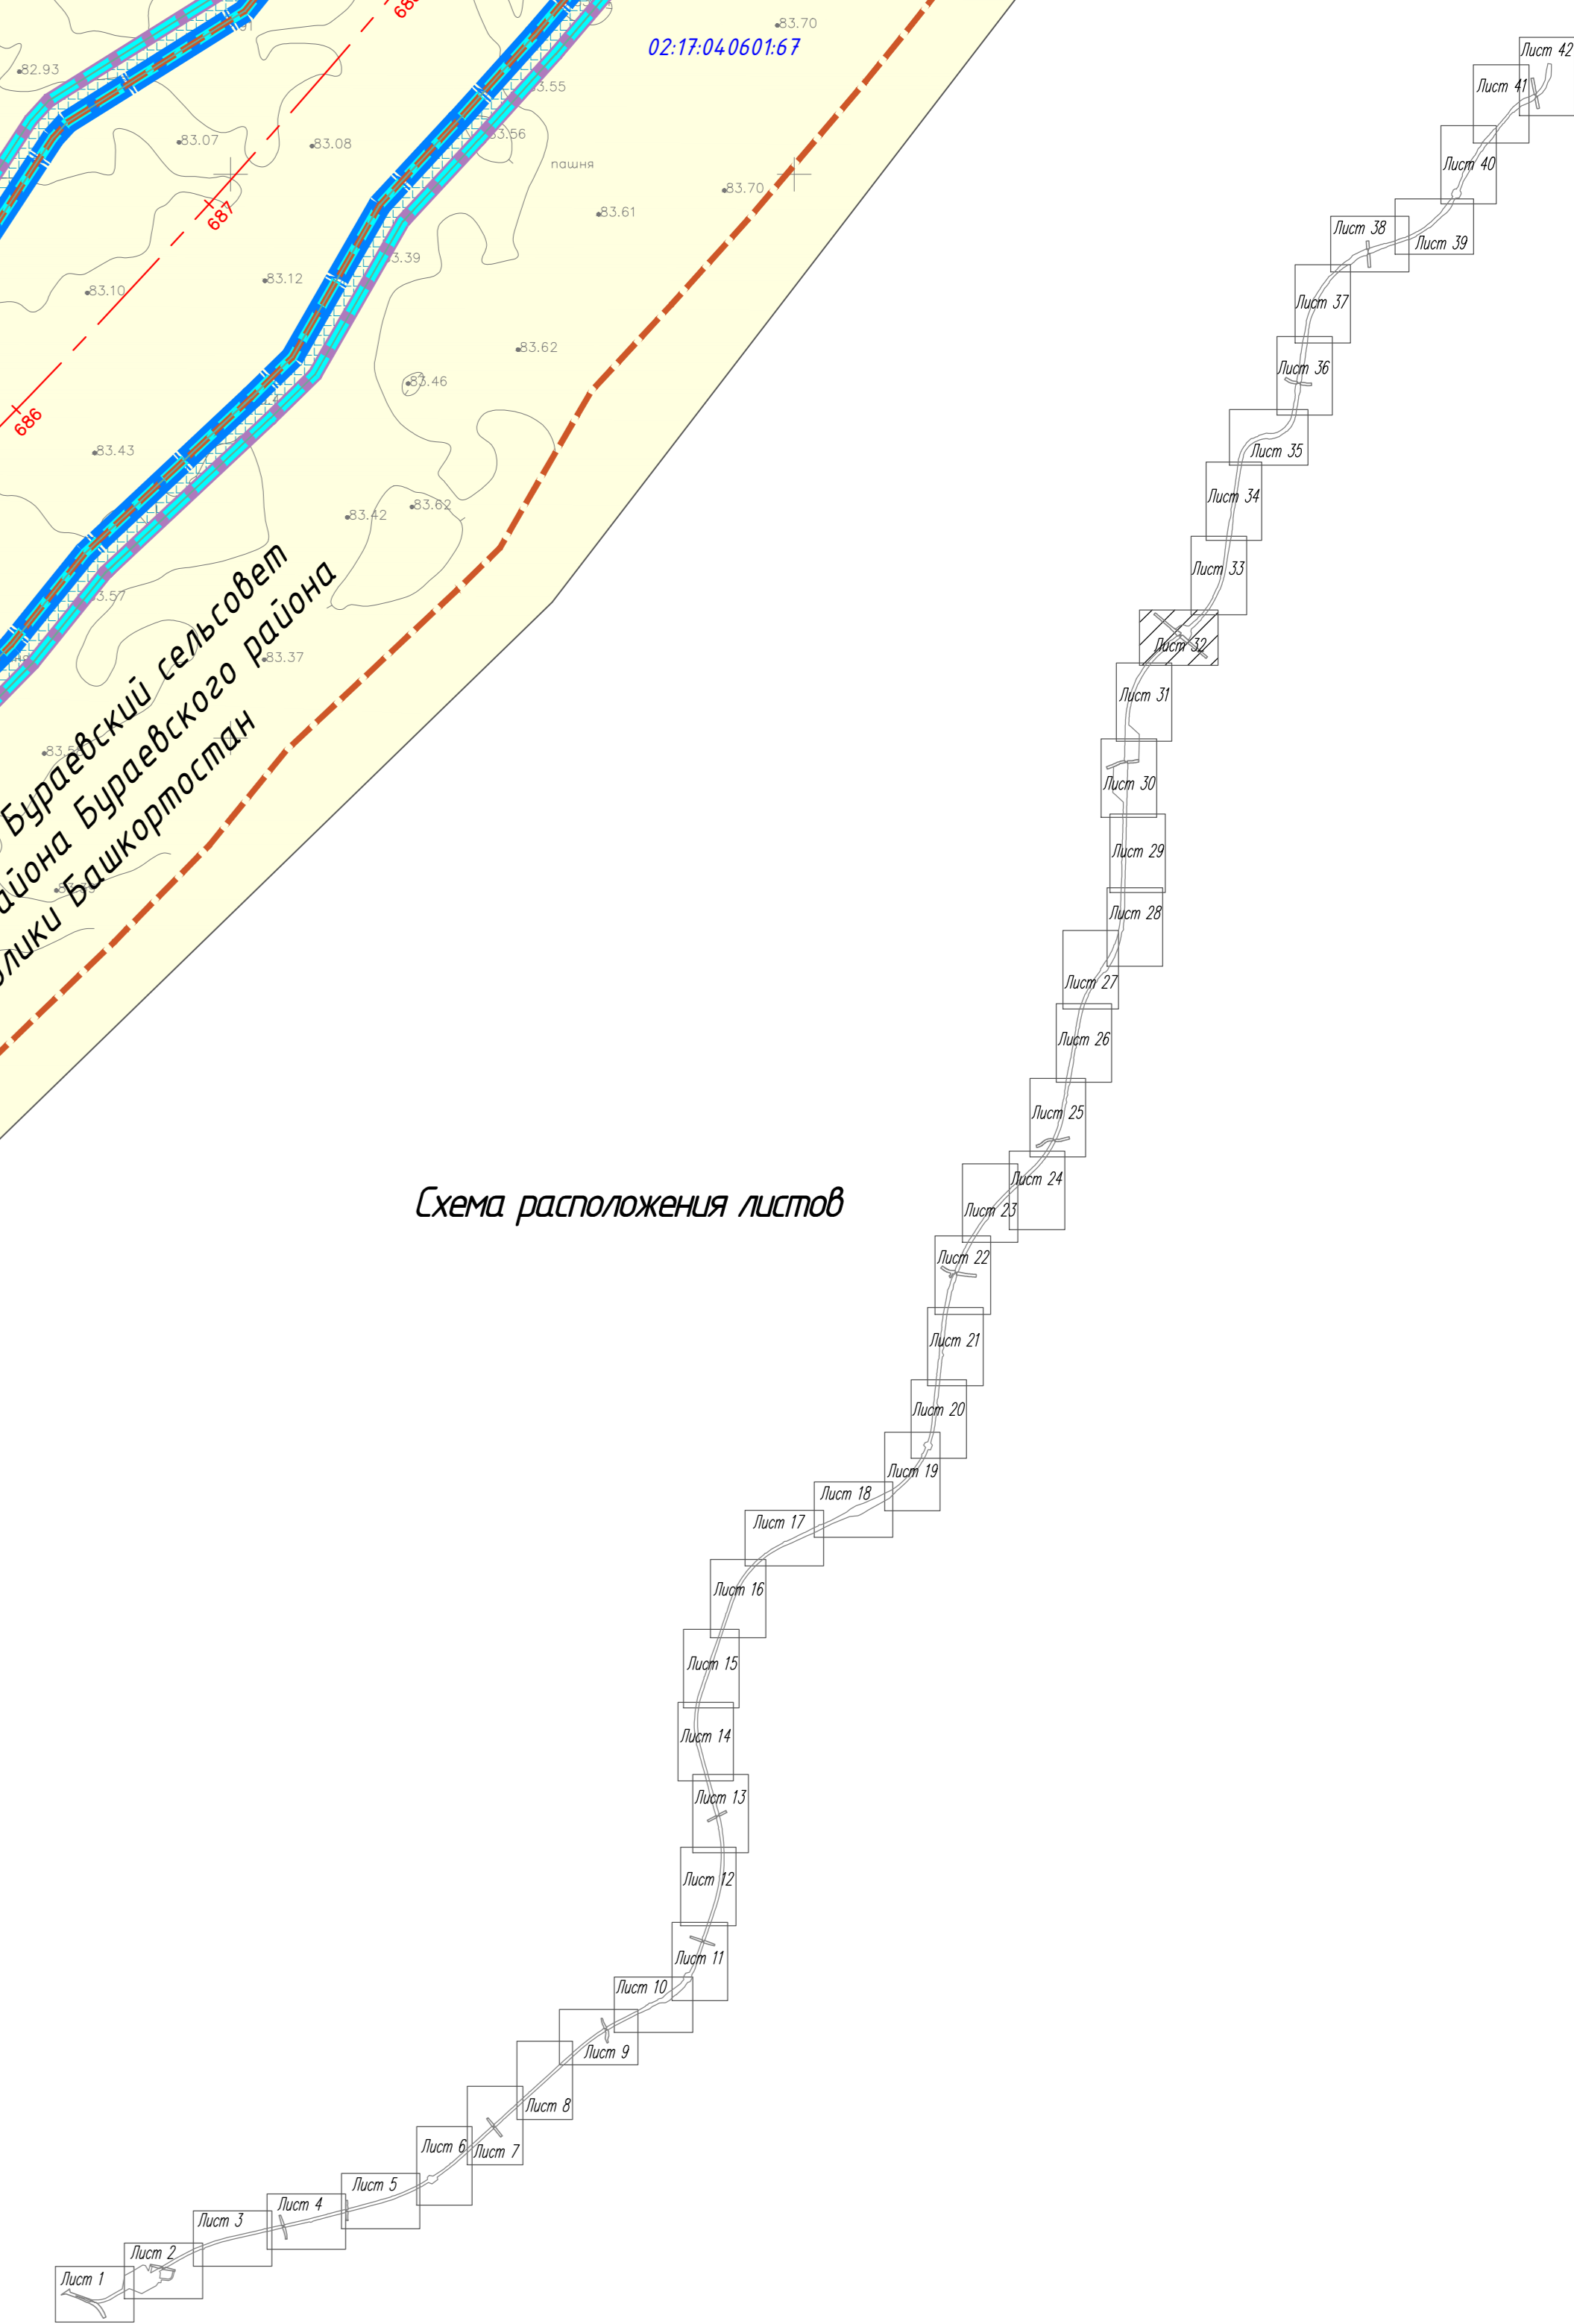 02:17:040601:67
83.70
82.93
83.07
83.08
83.55
83.56
пашня
83.70
83.61
687
83.39
83.12
83.10
83.62
83.46
686
83.43
83.62
83.42
83.57
83.37
Бураевский сельсовет
района Бураевского района
Башкортостан
Схема расположения листов
Лист 42
Лист 41
Лист 40
Лист 39
Лист 38
Лист 37
Лист 36
Лист 35
Лист 34
Лист 33
Лист 32
Лист 31
Лист 30
Лист 29
Лист 28
Лист 27
Лист 26
Лист 25
Лист 24
Лист 23
Лист 22
Лист 21
Лист 20
Лист 19
Лист 18
Лист 17
Лист 16
Лист 15
Лист 14
Лист 13
Лист 12
Лист 11
Лист 10
Лист 9
Лист 8
Лист 7
Лист 6
Лист 5
Лист 4
Лист 3
Лист 2
Лист 1